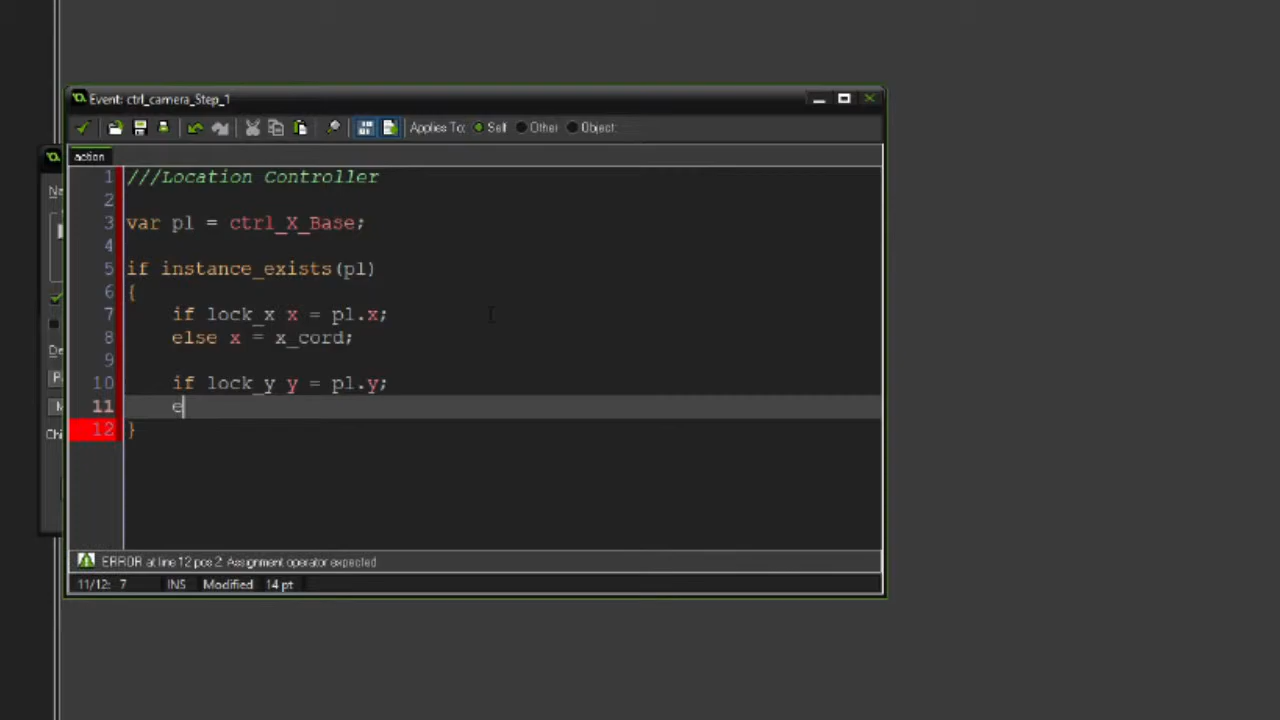 Event: ctrl_camera_Step_1
Applies To: Self Other Object:
action
1 ///Location Controller
2
3 var pl = ctrl_X_Base;
4
5 if instance_exists(pl)
6 {
7 if lock_x x = pl.x;
8 else x = x_cord;
9
10 if lock_y y = pl.y;
11 e
12 }
ERROR at line 12 pos 2: Assignment operator expected
11/12: 7 INS Modified 14 pt